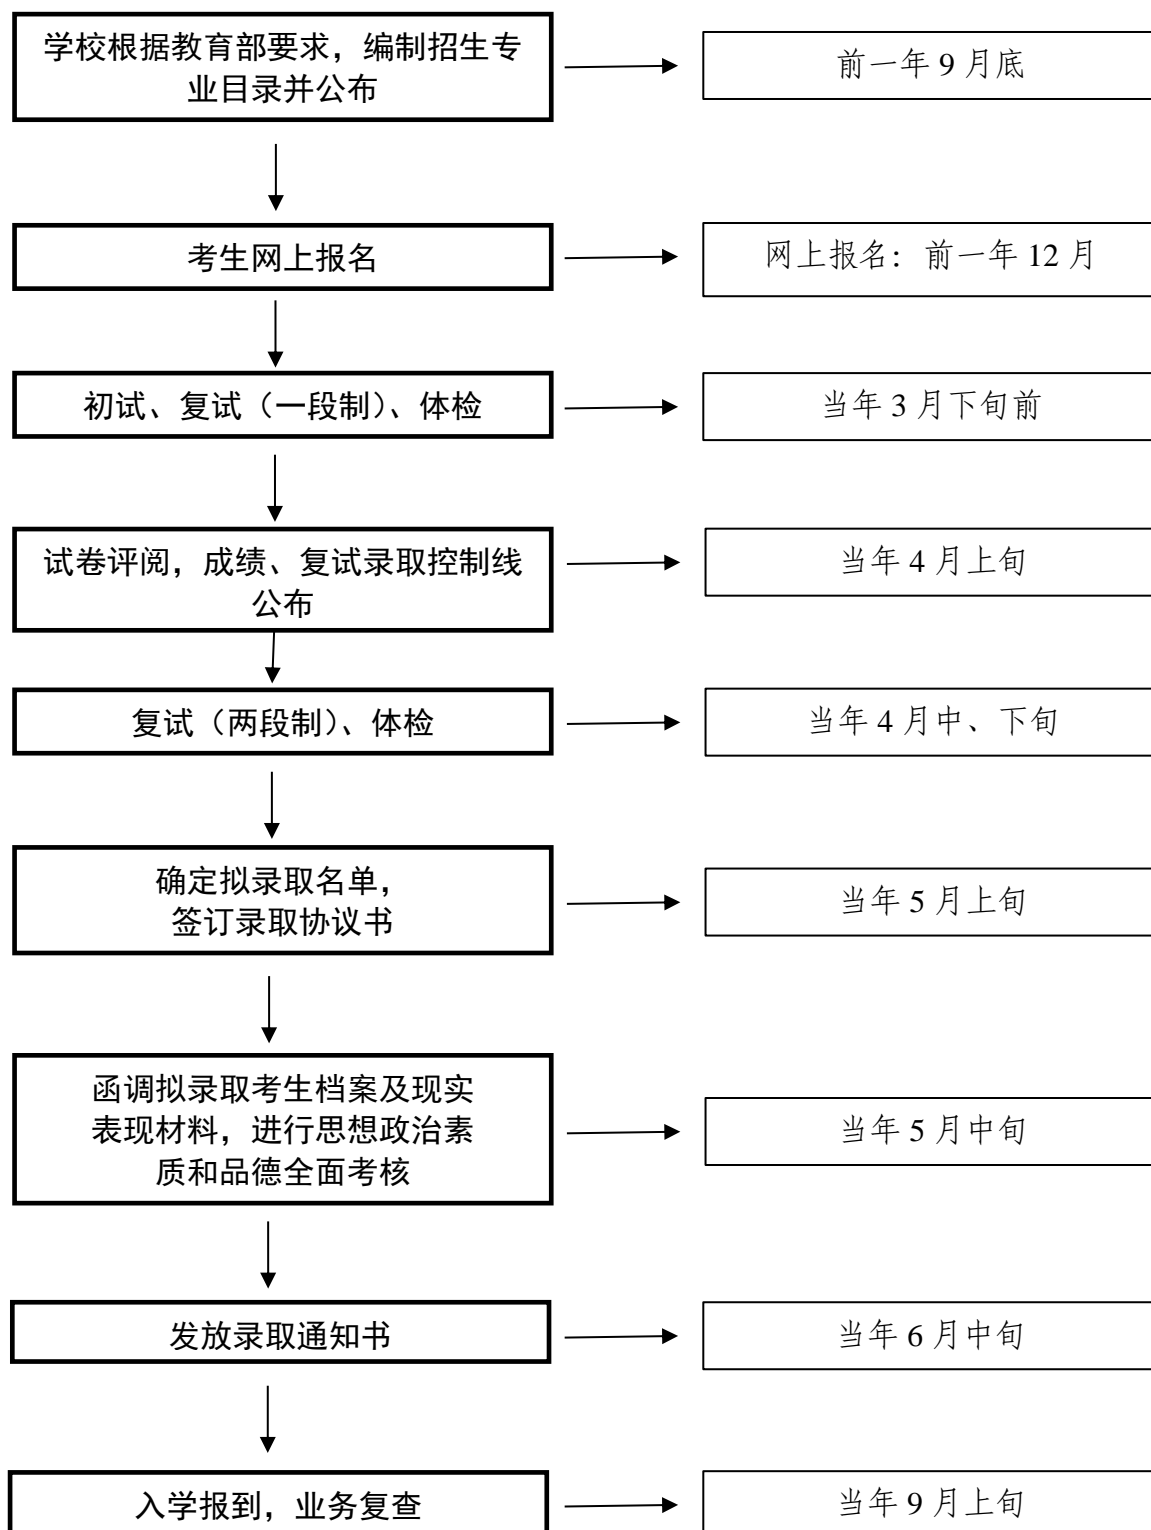 学校根据教育部要求，编制招生专
业目录并公布
前一年 9 月底
考生网上报名
网上报名：前一年 12 月
初试、复试（一段制）、体检
当年 3 月下旬前
试卷评阅，成绩、复试录取控制线
公布
当年 4 月上旬
复试（两段制）、体检
当年 4 月中、下旬
确定拟录取名单，
签订录取协议书
当年 5 月上旬
函调拟录取考生档案及现实
表现材料，进行思想政治素
质和品德全面考核
当年 5 月中旬
发放录取通知书
当年 6 月中旬
入学报到，业务复查
当年 9 月上旬